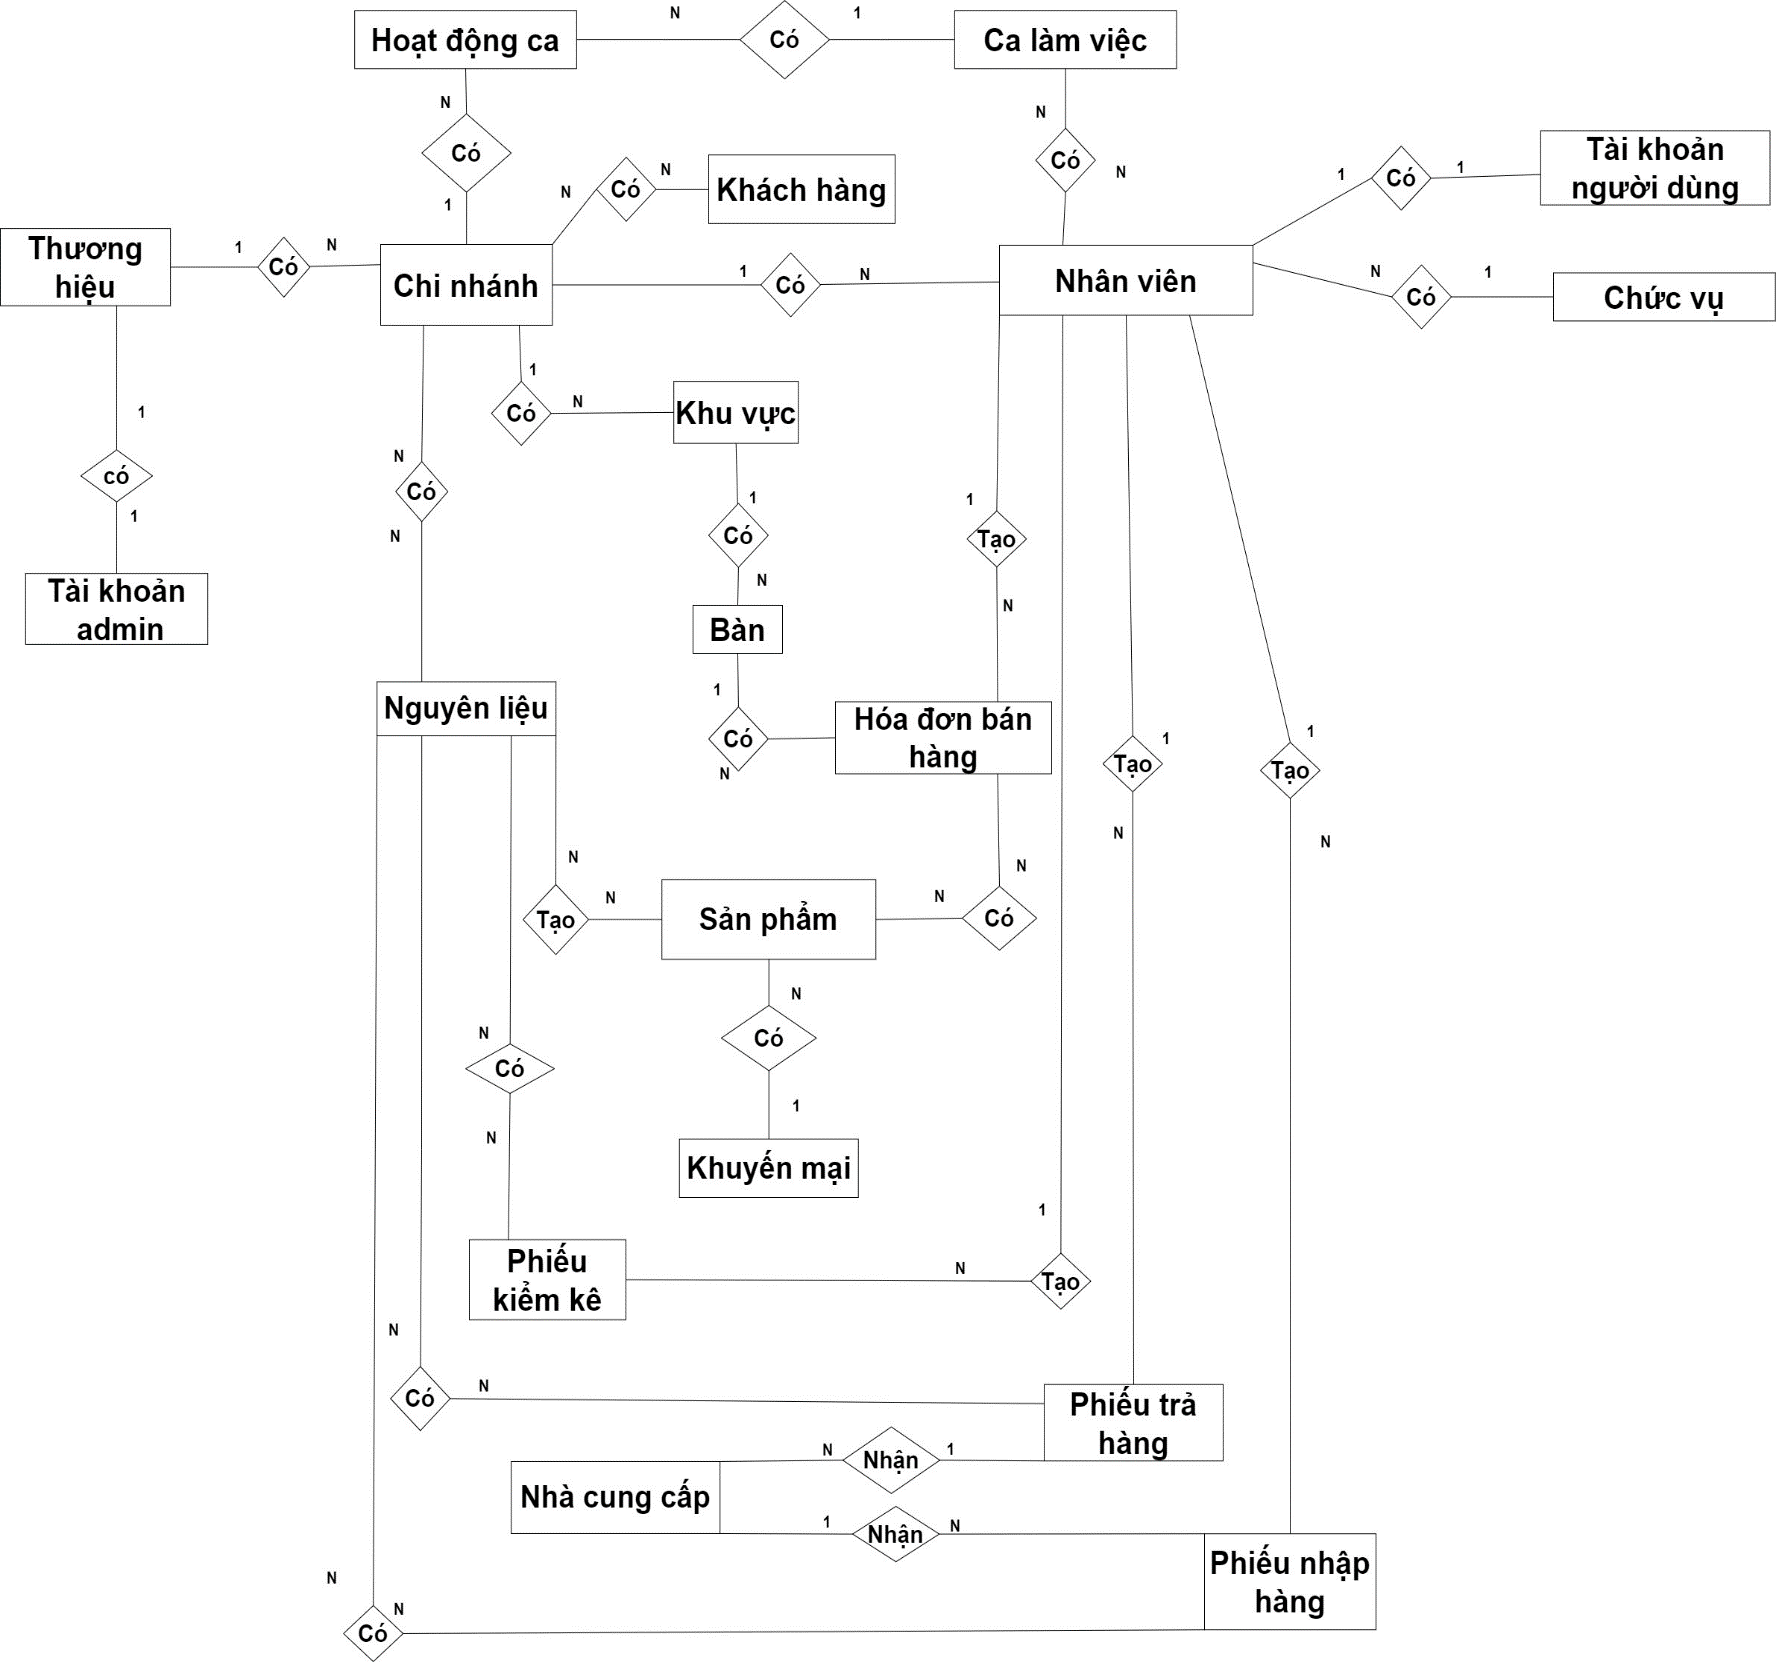 N
1
Hoạt động ca
Có
Ca làm việc
N
Có
1
N
Có
N
Khách hàng
N
Có
N
1
Có
1
Tài khoản
người dùng
Thương
hiệu
1
Có
N
Chi nhánh
1
Có
N
Nhân viên
N
Có
1
Chức vụ
1
có
1
Tài khoản
admin
1
Có
N
Khu vực
N
Có
N
1
Có
N
Bàn
1
Có
N
1
Tạo
N
Hóa đơn bán
hàng
Nguyên liệu
1
Tạo
N
1
Tạo
N
N
Tạo
N
Sản phẩm
N
Có
N
N
Có
1
Khuyến mại
N
Có
N
Phiếu
kiểm kê
N
1
Tạo
N
Có
N
Phiếu trả
hàng
N
Nhận
1
Nhà cung cấp
1
Nhận
N
Phiếu nhập
hàng
N
Có
N